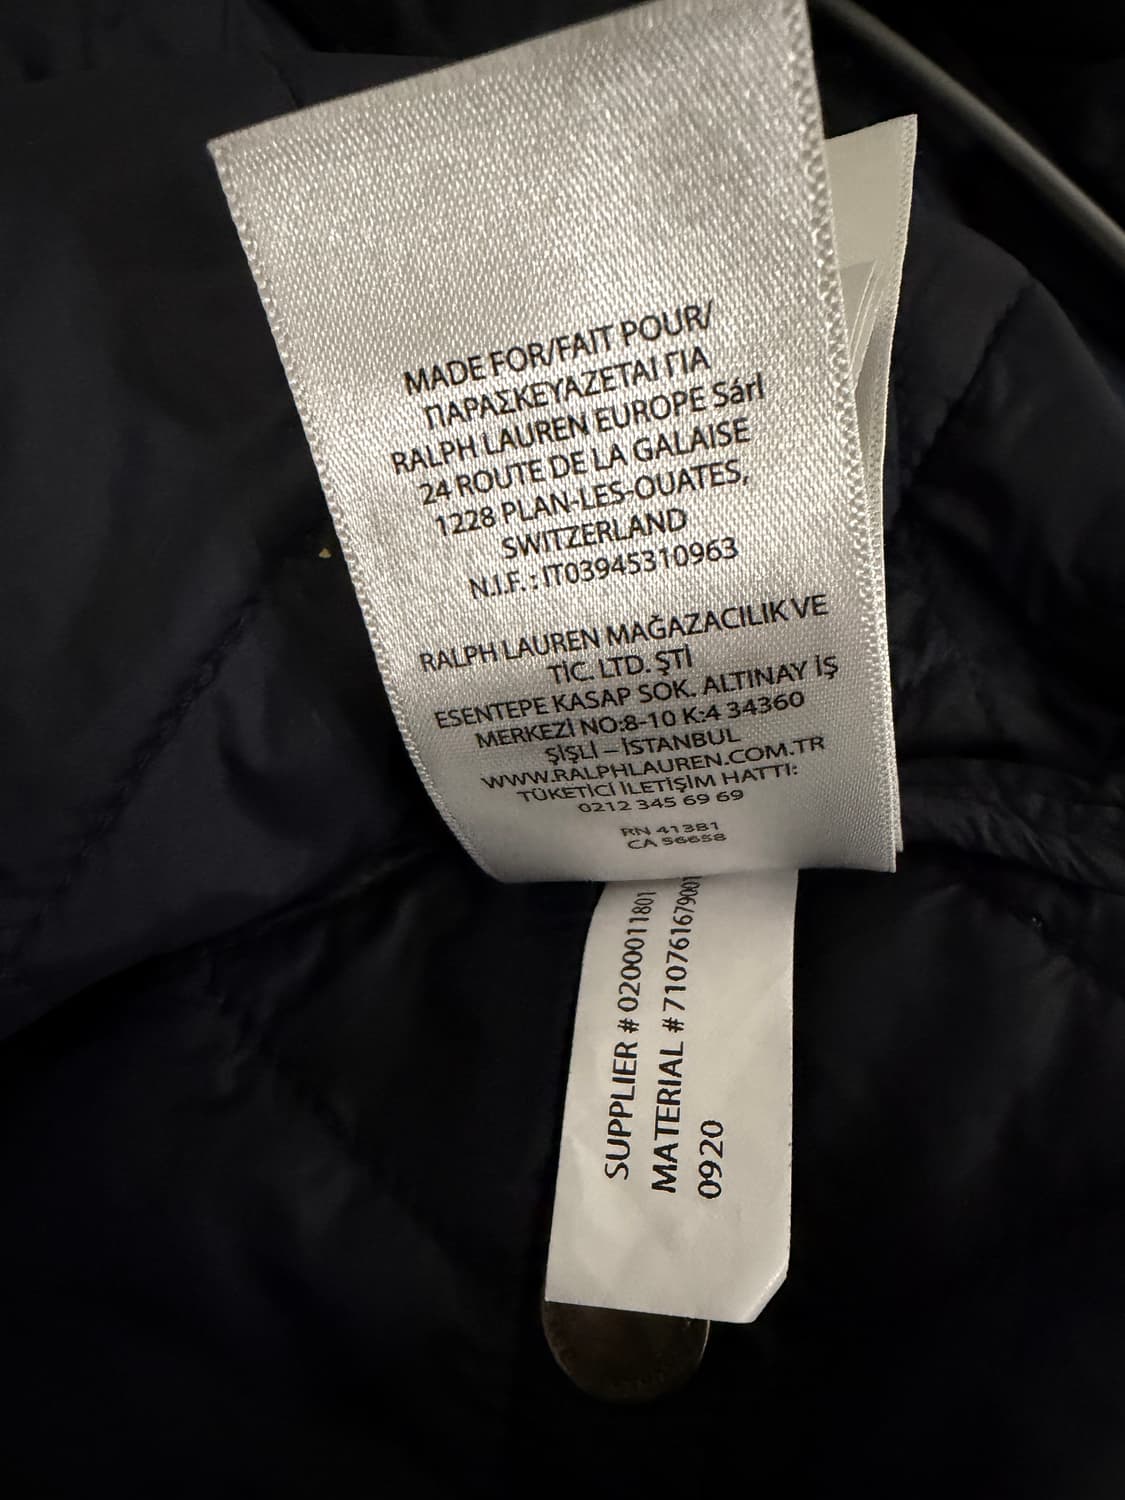 MADE FOR/FAIT POUR/
ΠΑΡΑΣΚΕΥΑΖΕΤΑΙ ΓΙΑ
RALPH LAUREN EUROPE Sárl
24 ROUTE DE LA GALAISE
1228 PLAN-LES-OUATES,
SWITZERLAND
N.I.F. : IT03945310963
RALPH LAUREN MAĞAZACILIK VE
TİC. LTD. ŞTİ
ESENTEPE KASAP SOK. ALTINAY İŞ
MERKEZİ NO:8-10 K:4 34360
ŞİŞLİ – İSTANBUL
WWW.RALPHLAUREN.COM.TR
TÜKETİCİ İLETİŞİM HATTI:
0212 345 69 69
RN 41381
CA 56658
SUPPLIER # 0200011801
MATERIAL # 710761679001
0920